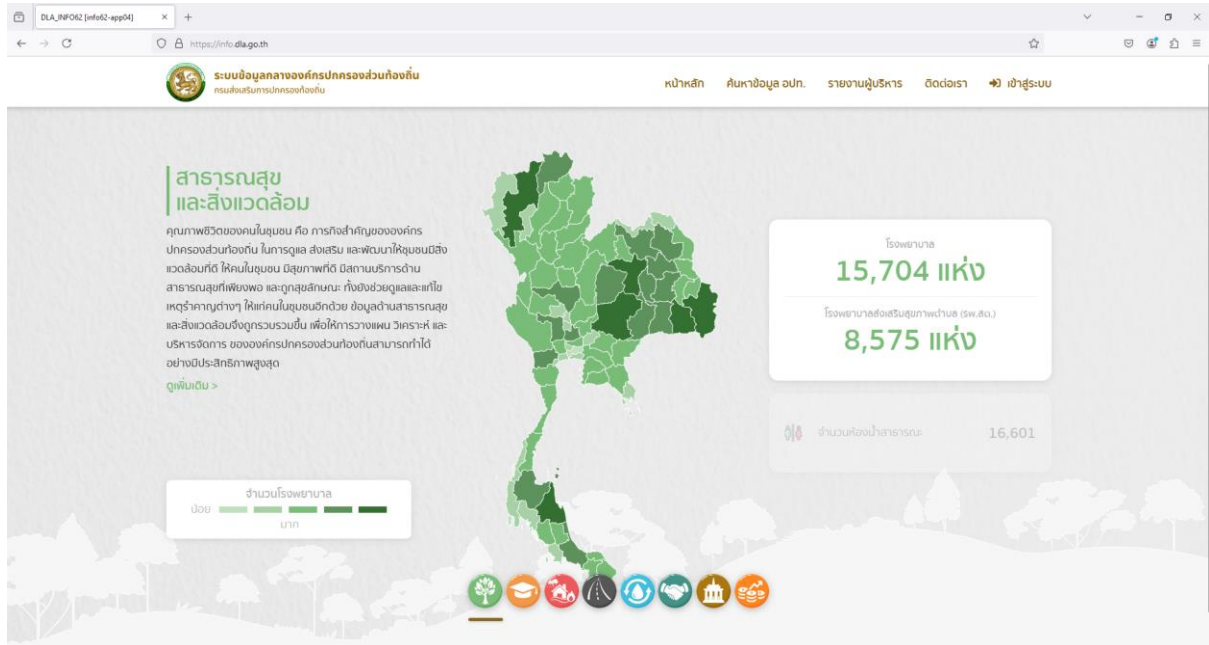 DLA_INFO62 [info62-app04]
https://info.dla.go.th
ระบบข้อมูลกลางองค์กรปกครองส่วนท้องถิ่น
กรมส่งเสริมการปกครองท้องถิ่น
หน้าหลัก ค้นหาข้อมูล อปท. รายงานผู้บริหาร ติดต่อเรา เข้าสู่ระบบ
สาธารณสุข
และสิ่งแวดล้อม
คุณภาพชีวิตของคนในชุมชน คือ ภารกิจสำคัญขององค์กร
ปกครองส่วนท้องถิ่น ในการดูแล ส่งเสริม และพัฒนาให้ชุมชนมีสิ่ง
แวดล้อมที่ดี ให้คนในชุมชน มีสุขภาพที่ดี มีสถานบริการด้าน
สาธารณสุขที่เพียงพอ และถูกสุขลักษณะ ทั้งยังช่วยดูแลและแก้ไข
เหตุรำคาญต่างๆ ให้แก่คนในชุมชนอีกด้วย ข้อมูลด้านสาธารณสุข
และสิ่งแวดล้อมจึงถูกรวบรวมขึ้น เพื่อให้การวางแผน วิเคราะห์ และ
บริหารจัดการ ขององค์กรปกครองส่วนท้องถิ่นสามารถทำได้
อย่างมีประสิทธิภาพสูงสุด
ดูเพิ่มเติม >
โรงพยาบาล
15,704 แห่ง
โรงพยาบาลส่งเสริมสุขภาพตำบล (รพ.สต.)
8,575 แห่ง
จำนวนห้องน้ำสาธารณะ 16,601
จำนวนโรงพยาบาล
น้อย
มาก